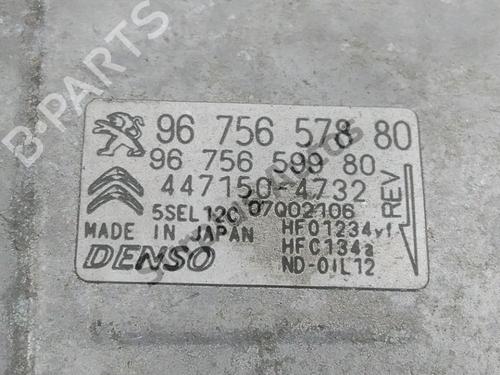 96 756 578 80
96 756 599 80
447150-4732
5SEL12C 07Q02106
MADE IN JAPAN HFO1234yf
HFC134a
DENSO ND-OIL12
REV